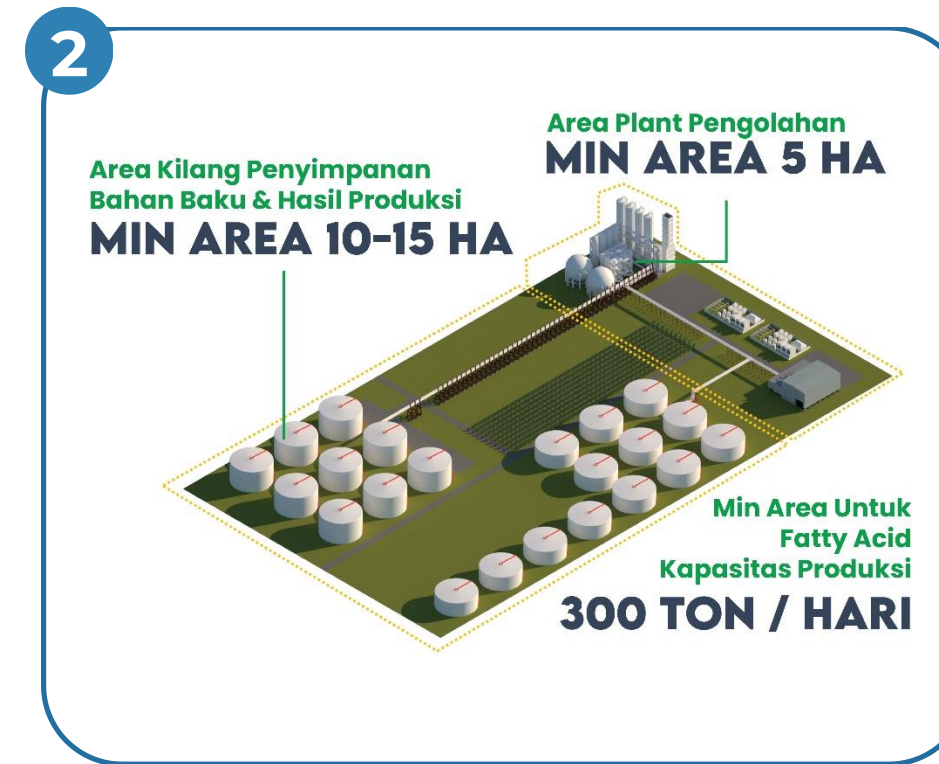 2
Area Kilang Penyimpanan
Bahan Baku & Hasil Produksi
MIN AREA 10-15 HA
Area Plant Pengolahan
MIN AREA 5 HA
Min Area Untuk
Fatty Acid
Kapasitas Produksi
300 TON / HARI